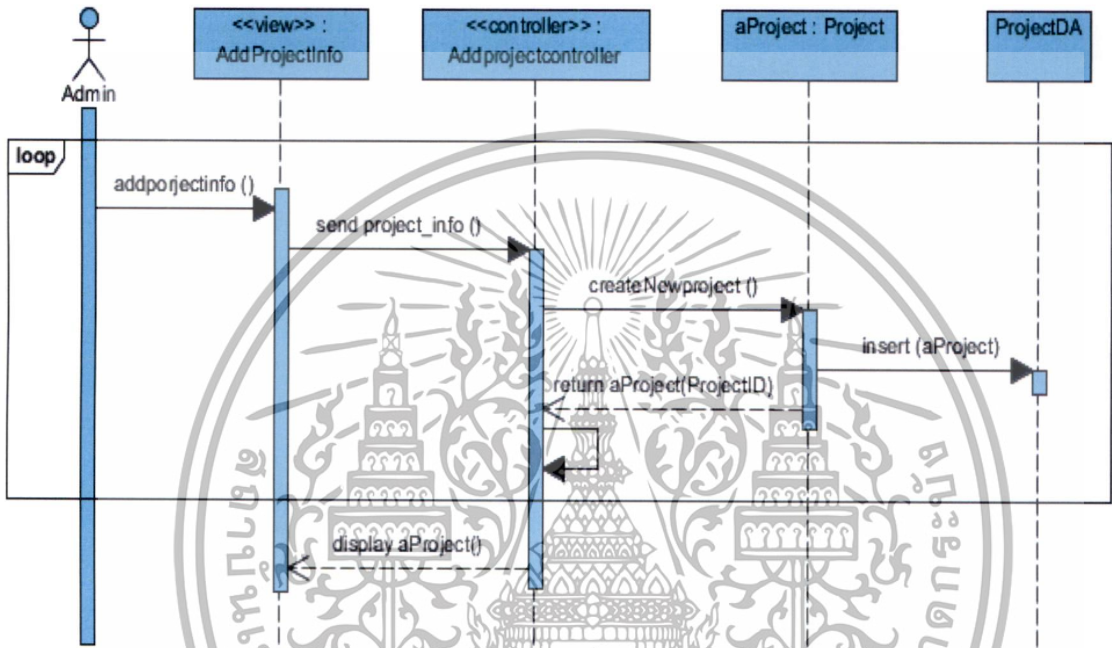 <<view>> :
AddProjectInfo
<<controller>> :
Addprojectcontroller
aProject : Project
ProjectDA
Admin
loop
addporjectinfo ()
send project_info ()
createNewproject ()
insert (aProject)
return aProject(ProjectID)
display aProject()